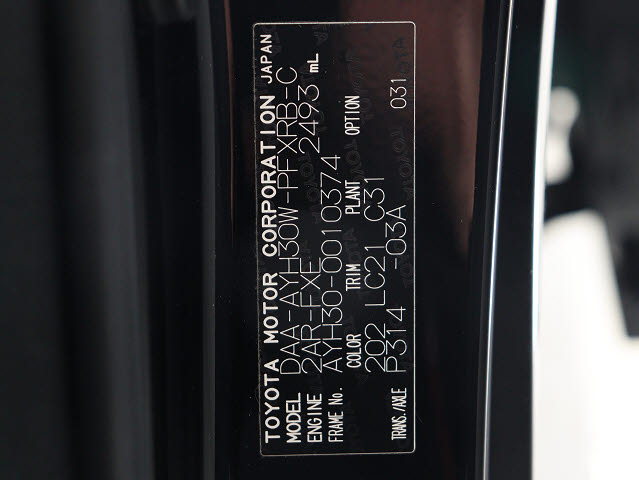 TOYOTA MOTOR CORPORATION JAPAN
MODEL DAA-AYH30W-PFXRB-C
ENGINE 2AR-FXE 2493 mL
FRAME No. AYH30-0010374
COLOR TRIM PLANT OPTION
202 LC21 C31
TRANS./AXLE P314 -03A 031